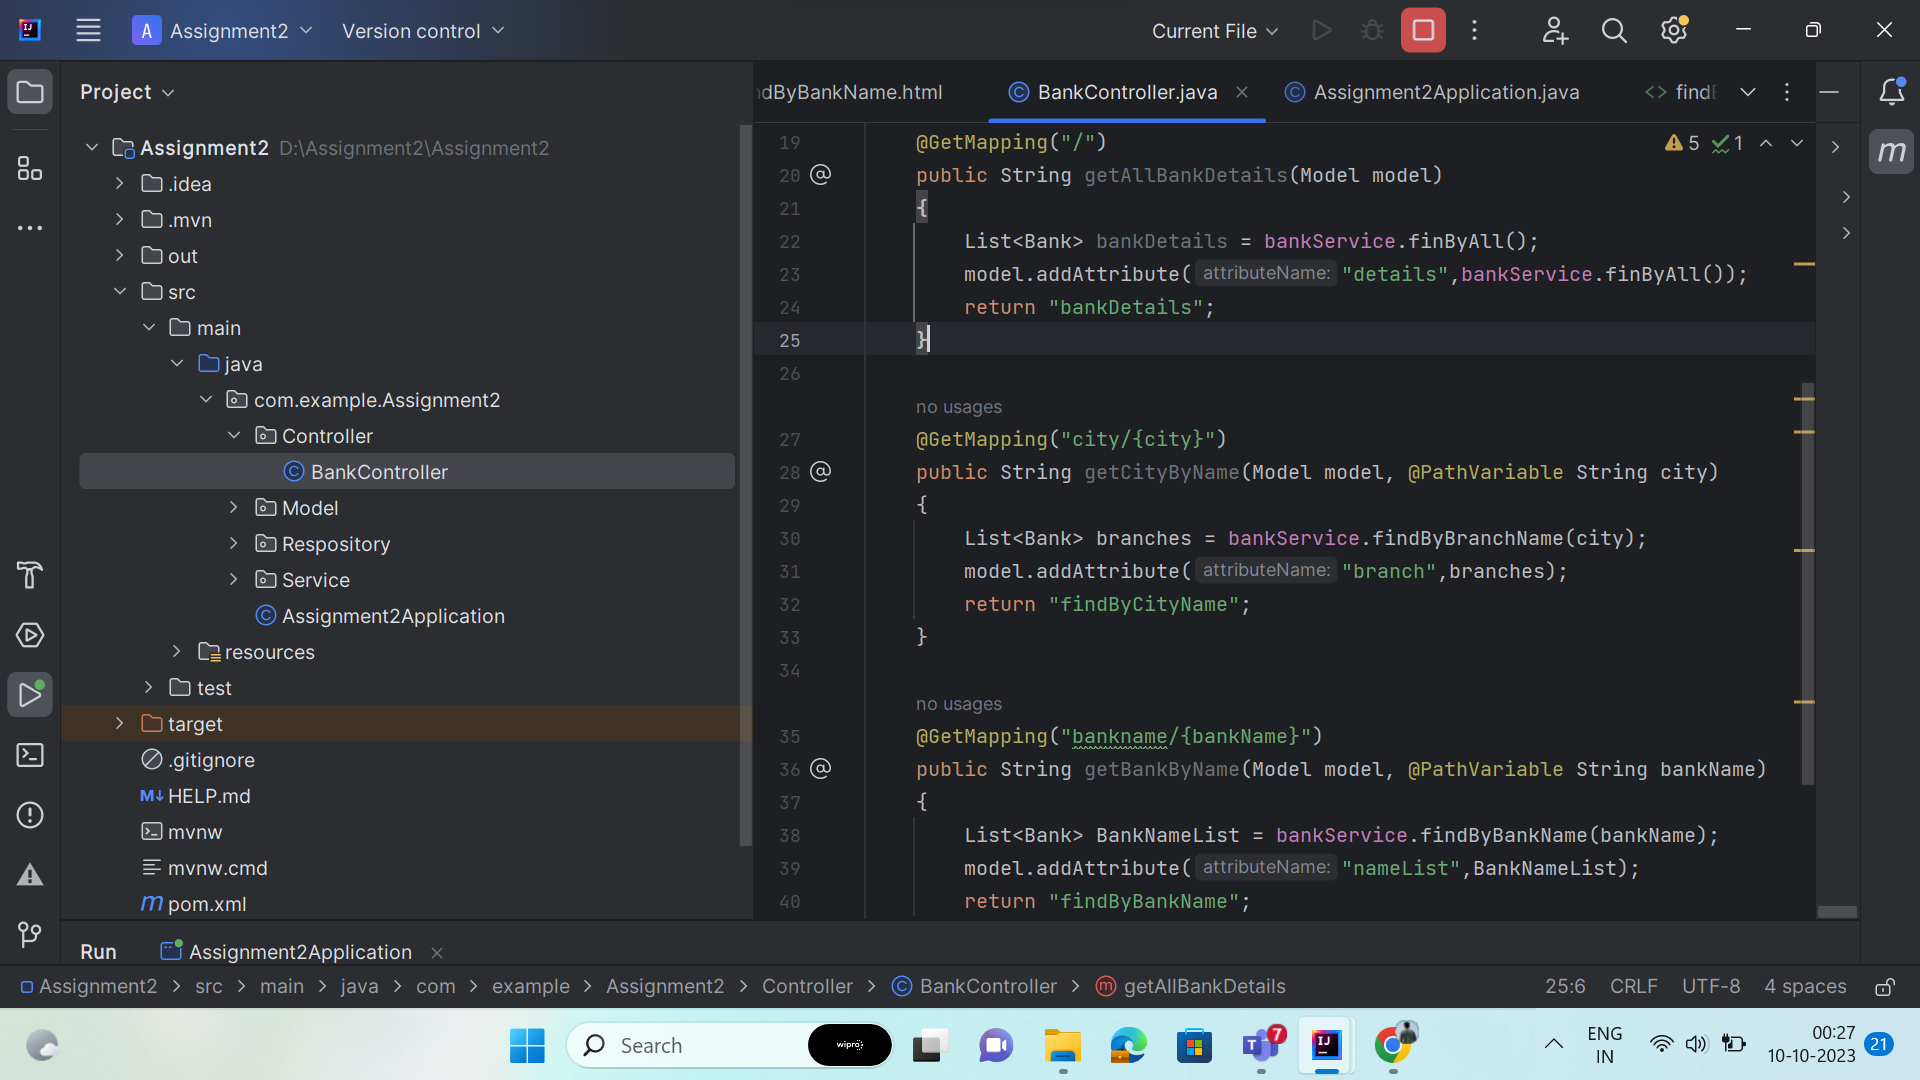 Assignment2
Version control
Current File
Project
Assignment2 D:\Assignment2\Assignment2
.idea
.mvn
out
src
main
java
com.example.Assignment2
Controller
BankController
Model
Respository
Service
Assignment2Application
resources
test
target
.gitignore
HELP.md
mvnw
mvnw.cmd
pom.xml
dByBankName.html
BankController.java
Assignment2Application.java
5 1
19 @GetMapping("/")
20 public String getAllBankDetails(Model model)
21 {
22 List<Bank> bankDetails = bankService.finByAll();
23 model.addAttribute( attributeName: "details",bankService.finByAll());
24 return "bankDetails";
25 }
26
no usages
27 @GetMapping("city/{city}")
28 public String getCityByName(Model model, @PathVariable String city)
29 {
30 List<Bank> branches = bankService.findByBranchName(city);
31 model.addAttribute( attributeName: "branch",branches);
32 return "findByCityName";
33 }
34
no usages
35 @GetMapping("bankname/{bankName}")
36 public String getBankByName(Model model, @PathVariable String bankName)
37 {
38 List<Bank> BankNameList = bankService.findByBankName(bankName);
39 model.addAttribute( attributeName: "nameList",BankNameList);
40 return "findByBankName";
Run Assignment2Application
Assignment2 > src > main > java > com > example > Assignment2 > Controller > BankController > getAllBankDetails
25:6 CRLF UTF-8 4 spaces
Search
wipro
7
ENG
IN
00:27
10-10-2023
21